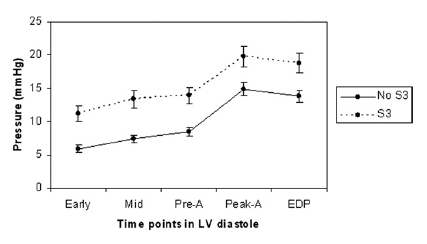 25
20
15
10
5
0
Pressure (mmHg)
Early Mid Pre-A Peak-A EDP
Time points in LV diastole
No S3
S3